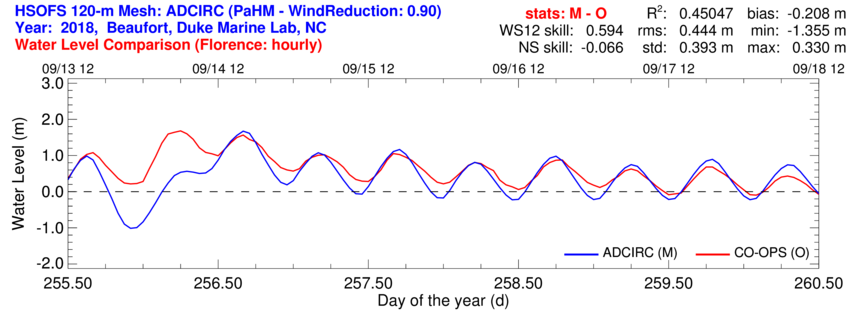 HSOFS 120-m Mesh: ADCIRC (PaHM - WindReduction: 0.90)
Year: 2018, Beaufort, Duke Marine Lab, NC
Water Level Comparison (Florence: hourly)
stats: M - O R²: 0.45047 bias: -0.208 m
WS12 skill: 0.594 rms: 0.444 m min: -1.355 m
NS skill: -0.066 std: 0.393 m max: 0.330 m
09/13 12 09/14 12 09/15 12 09/16 12 09/17 12 09/18 12
3.0
2.0
1.0
0.0
-1.0
-2.0
Water Level (m)
ADCIRC (M) CO-OPS (O)
255.50 256.50 257.50 258.50 259.50 260.50
Day of the year (d)